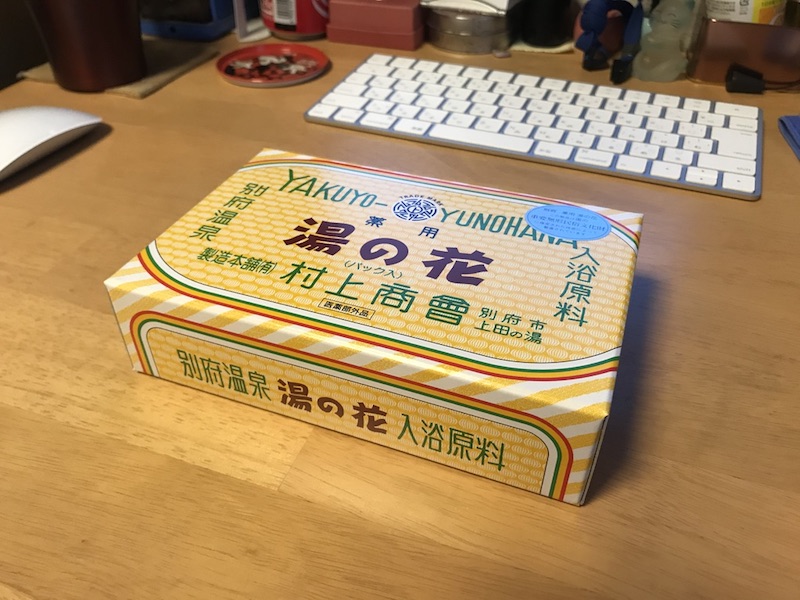 YAKUYO-YUNOHANA
TRADE MARK
薬用
別府温泉
湯の花
(パック入)
入浴原料
製造本舗(有)村上商會
別府市
上田の湯
医薬部外品
別府温泉 湯の花 入浴原料